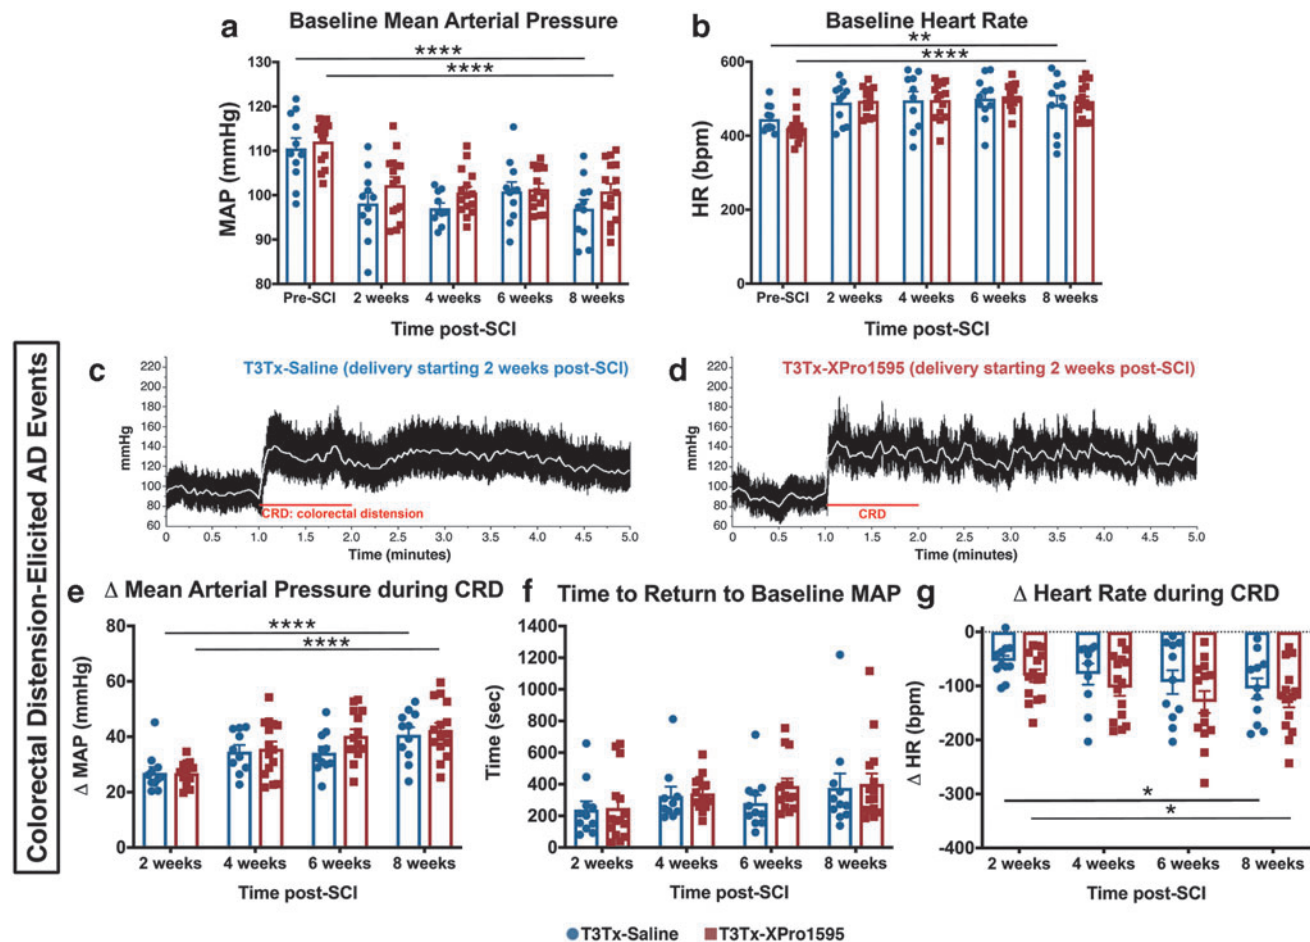 a Baseline Mean Arterial Pressure
****
****
130
120
110
100
90
80
MAP (mmHg)
Pre-SCI 2 weeks 4 weeks 6 weeks 8 weeks
Time post-SCI
b Baseline Heart Rate
**
****
600
400
200
0
HR (bpm)
Pre-SCI 2 weeks 4 weeks 6 weeks 8 weeks
Time post-SCI
Colorectal Distension-Elicited AD Events
c T3Tx-Saline (delivery starting 2 weeks post-SCI)
220
200
180
160
140
120
100
80
60
mmHg
CRD: colorectal distension
0 0.5 1.0 1.5 2.0 2.5 3.0 3.5 4.0 4.5 5.0
Time (minutes)
d T3Tx-XPro1595 (delivery starting 2 weeks post-SCI)
220
200
180
160
140
120
100
80
60
mmHg
CRD
0 0.5 1.0 1.5 2.0 2.5 3.0 3.5 4.0 4.5 5.0
Time (minutes)
e Δ Mean Arterial Pressure during CRD
****
****
80
60
40
20
0
Δ MAP (mmHg)
2 weeks 4 weeks 6 weeks 8 weeks
Time post-SCI
f Time to Return to Baseline MAP
1400
1200
1000
800
600
400
200
0
Time (sec)
2 weeks 4 weeks 6 weeks 8 weeks
Time post-SCI
g Δ Heart Rate during CRD
0
-100
-200
-300
-400
Δ HR (bpm)
*
*
2 weeks 4 weeks 6 weeks 8 weeks
Time post-SCI
T3Tx-Saline T3Tx-XPro1595